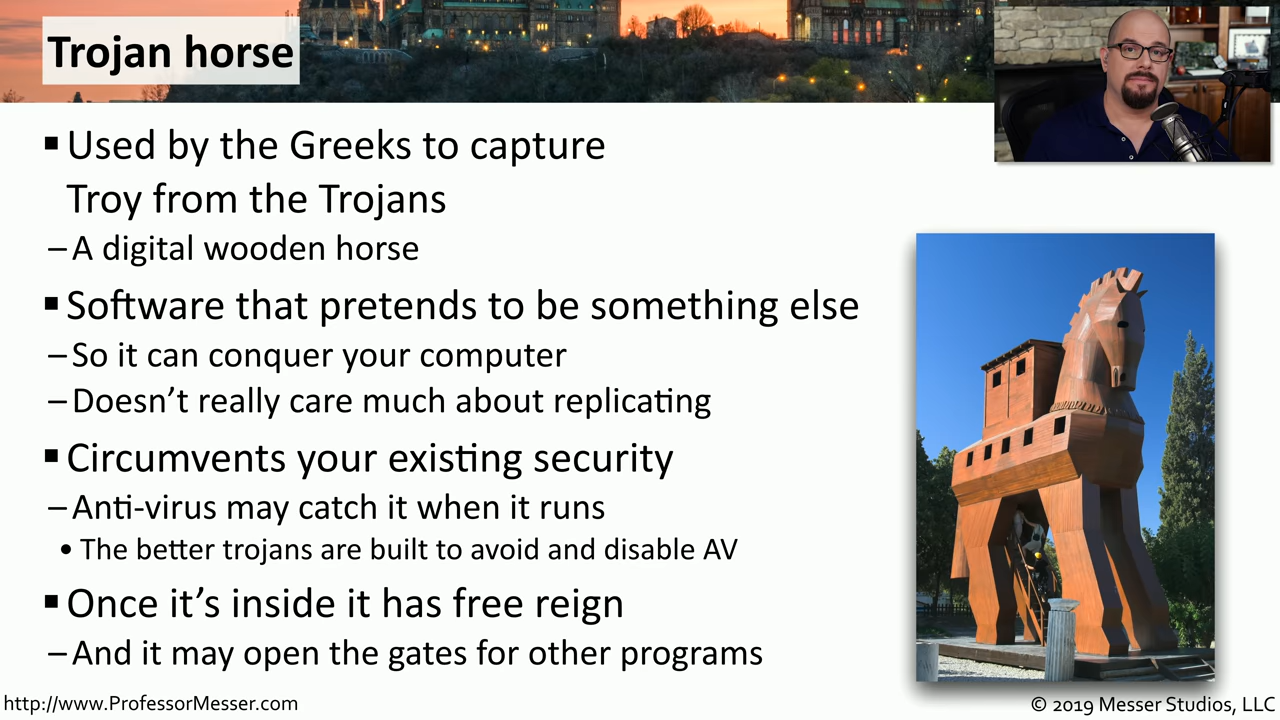 Trojan horse
▪ Used by the Greeks to capture
Troy from the Trojans
– A digital wooden horse
▪ Software that pretends to be something else
– So it can conquer your computer
– Doesn’t really care much about replicating
▪ Circumvents your existing security
– Anti-virus may catch it when it runs
• The better trojans are built to avoid and disable AV
▪ Once it’s inside it has free reign
– And it may open the gates for other programs
http://www.ProfessorMesser.com
© 2019 Messer Studios, LLC